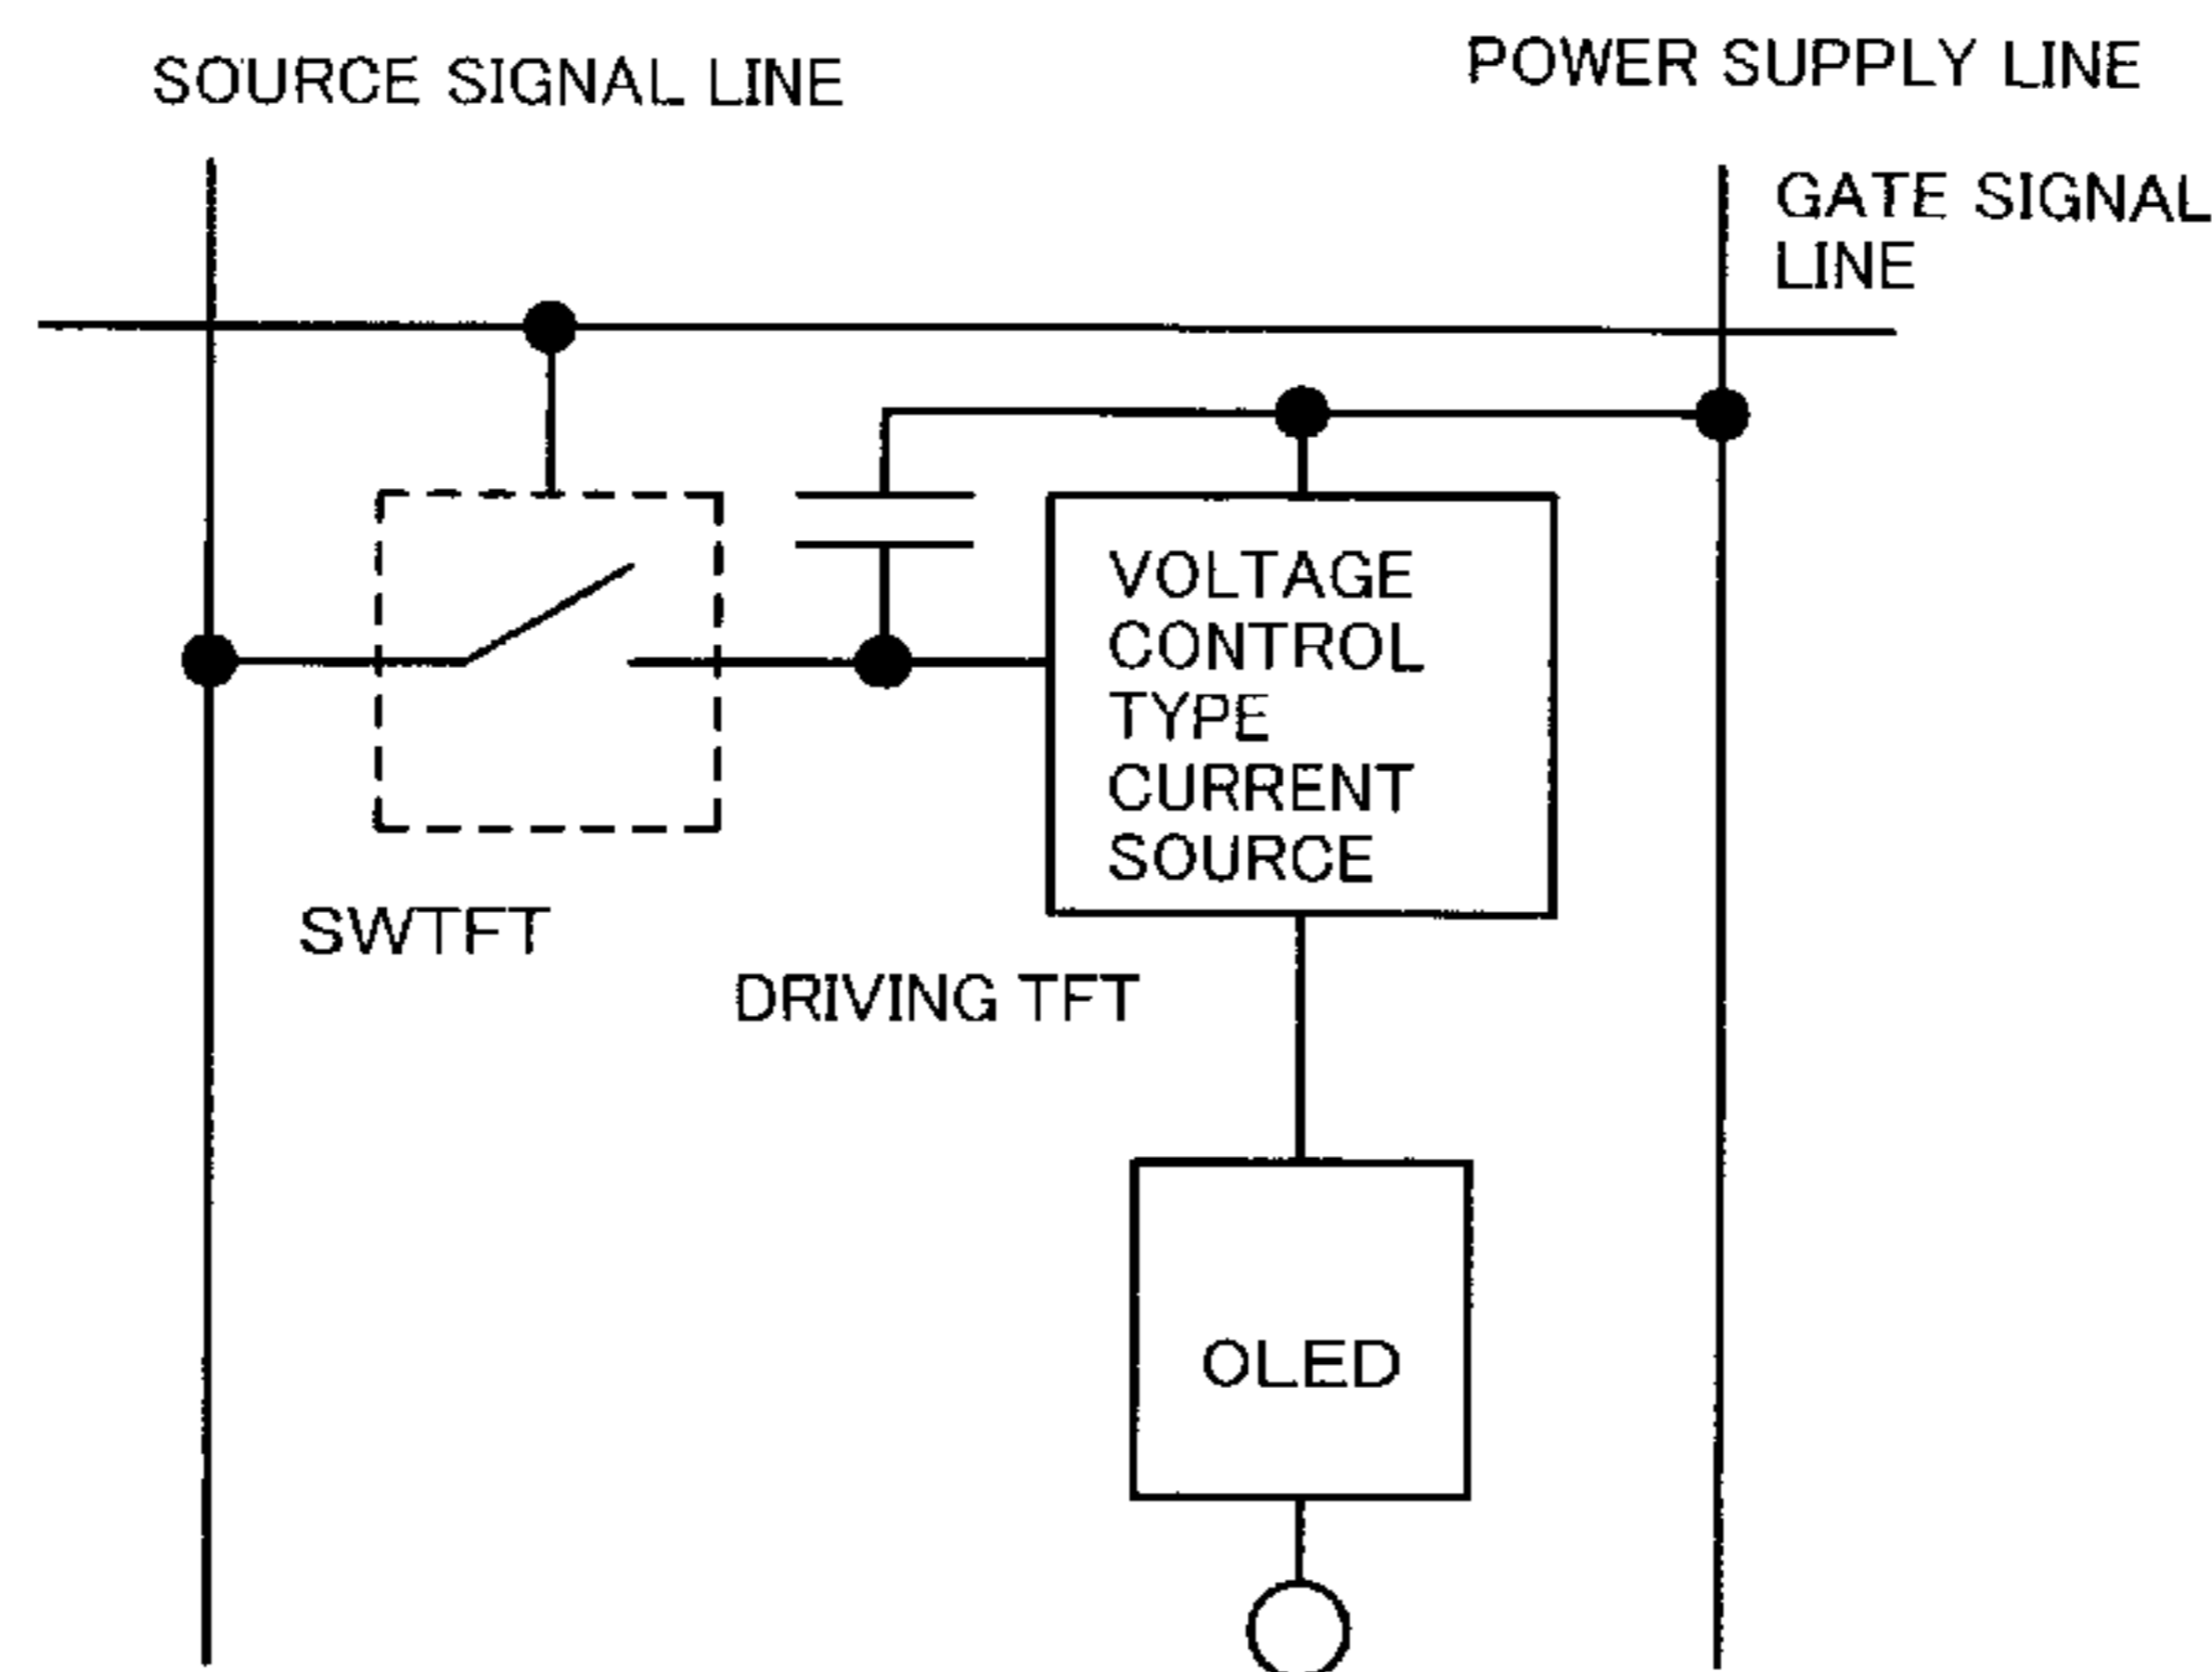 SOURCE SIGNAL LINE
POWER SUPPLY LINE
GATE SIGNAL
LINE
VOLTAGE
CONTROL
TYPE
CURRENT
SOURCE
SWTFT
DRIVING TFT
OLED